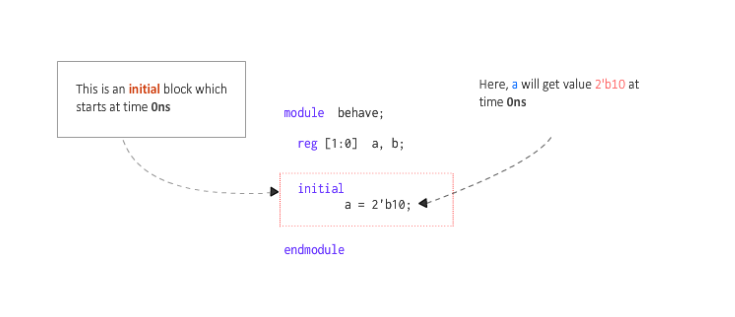 This is an initial block which
starts at time 0ns
Here, a will get value 2'b10 at
time 0ns
module behave;
reg [1:0] a, b;
initial
a = 2'b10;
endmodule